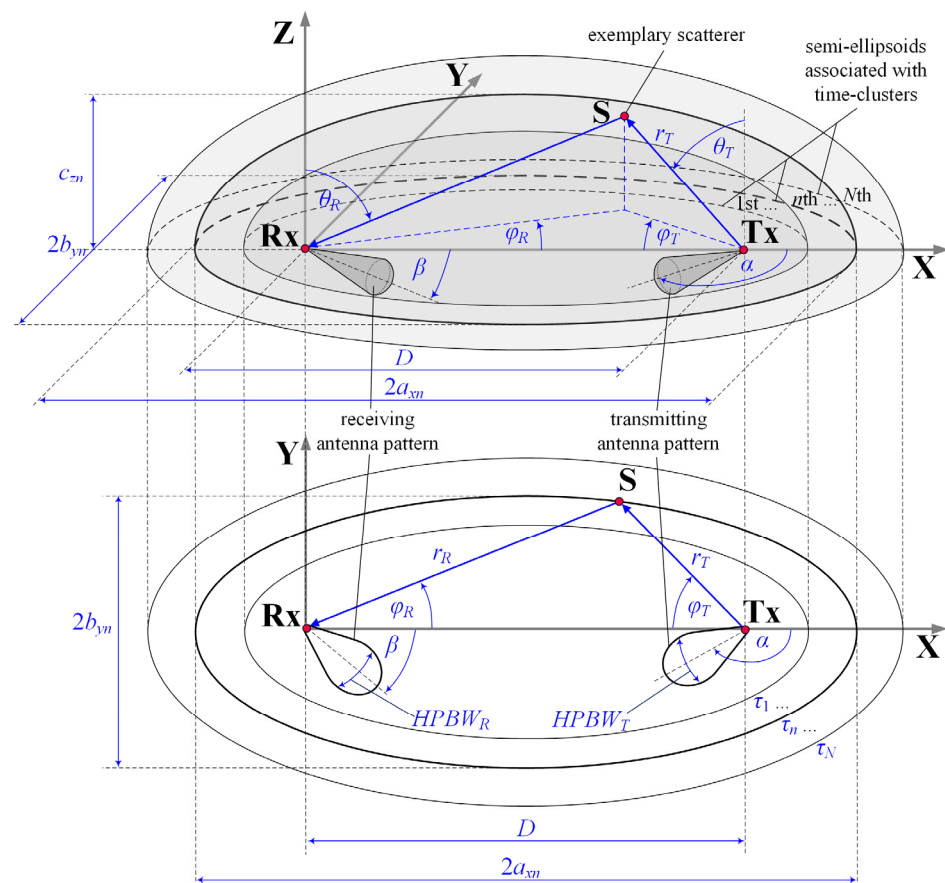 Z
exemplary scatterer
semi-ellipsoids
associated with
time-clusters
Y
S
r_T
θ_T
c_zn
θ_R
1st ... nth ... Nth
2b_yn
Rx
φ_R
φ_T
Tx
X
β
α
D
2a_xn
receiving
antenna pattern
transmitting
antenna pattern
Y
S
r_R
r_T
2b_yn
Rx
φ_R
φ_T
Tx
X
β
α
HPBW_R
HPBW_T
τ_1 ...
τ_n ...
τ_N
D
2a_xn